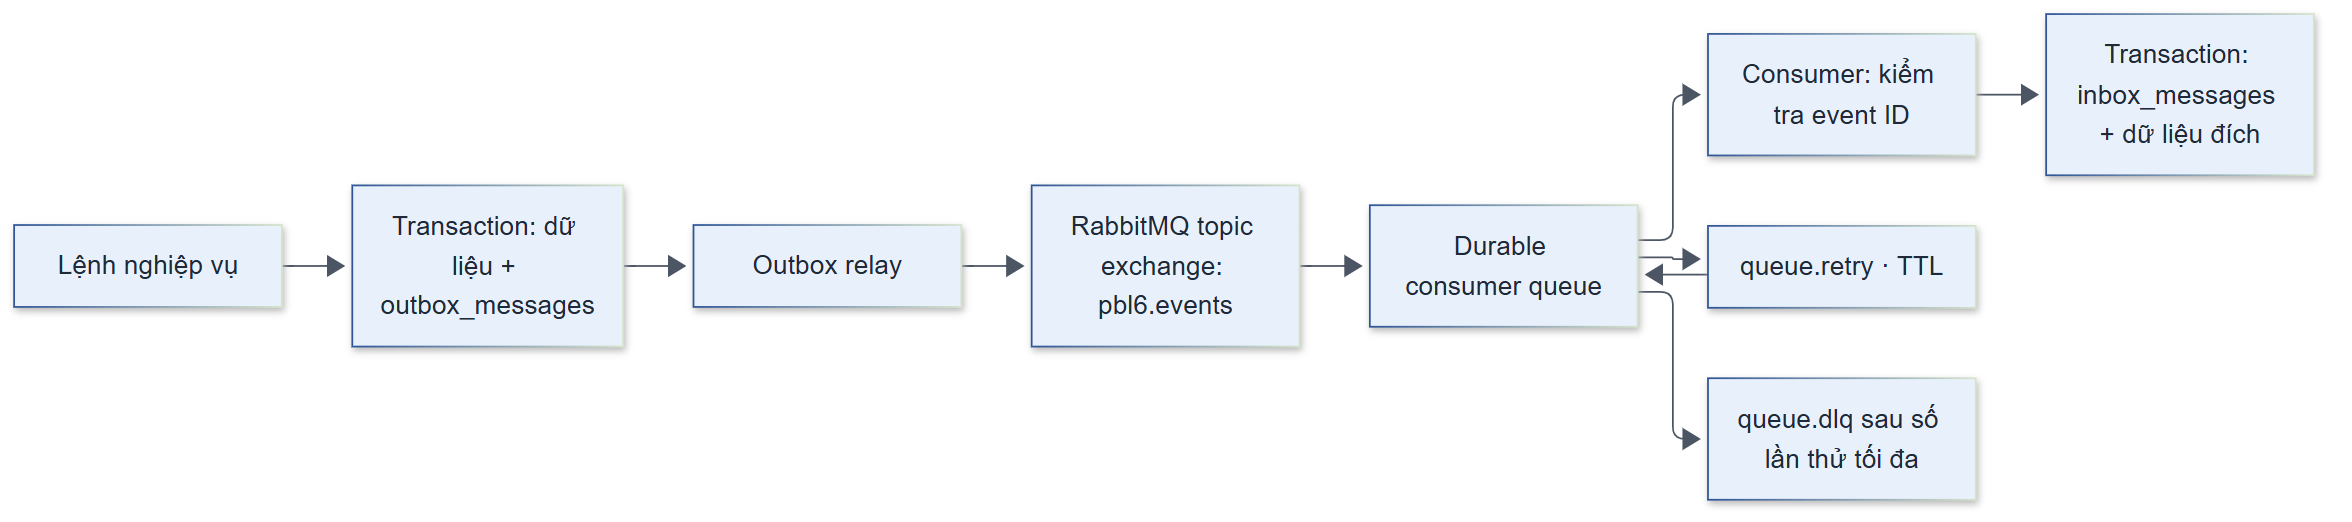 Lệnh nghiệp vụ
Transaction: dữ
liệu +
outbox_messages
Outbox relay
RabbitMQ topic
exchange:
pbl6.events
Durable
consumer queue
Consumer: kiểm
tra event ID
Transaction:
inbox_messages
+ dữ liệu đích
queue.retry · TTL
queue.dlq sau số
lần thử tối đa